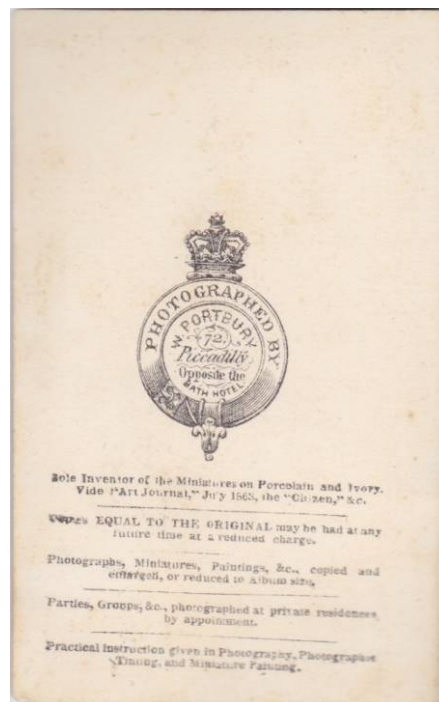 PHOTOGRAPHED BY
W. PORTBURY
72.
Piccadilly
Opposite the
BATH HOTEL
Sole Inventor of the Miniatures on Porcelain and Ivory.
Vide "Art Journal," July 1863, the "Citizen," &c.
EQUAL TO THE ORIGINAL may be had at any
future time at a reduced charge.
Photographs, Miniatures, Paintings, &c., copied and
enlarged, or reduced to Album size.
Parties, Groups, &c., photographed at private residences
by appointment.
Practical instruction given in Photography, Photographic
Tinting, and Miniature Painting.